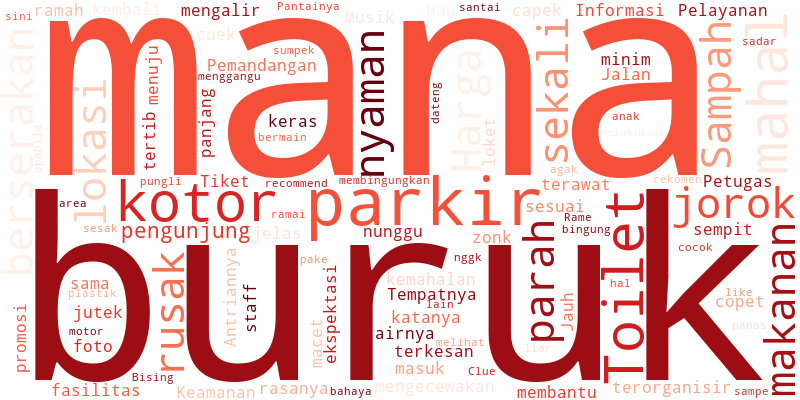 mana
buruk
parkir
kotor
Toilet
jorok
nyaman
mahal
Harga
Sampah
sekali
lokasi
berserakan
rusak
parah
makanan
sini
ramah
kembali
mengalir
Pantainya
Musik
bau
santai
capek
Informasi
Pelayanan
cuek
sumpek
Pemandangan
menggangu
menuju
tertib
panjang
keras
bermain
dateng
loket
minim
Jalan
sadar
anak
melakukan
apabila
agak
pungli
Tiket
recommend
membingungkan
terawat
rekomen
Petugas
area
ramai
sesuai
Rame
bingung
sesak
pengunjung
jelas
nunggu
zonk
sempit
cocok
pake
nggk
kemahalan
sama
plastik
jutek
motor
foto
promosi
Antriannya
staff
ekspektasi
macet
Tempatnya
lain
katanya
airnya
terkesan
melihat
masuk
Clue
liar
Jauh
hal
like
copet
panas
Bising
fasilitas
Keamanan
rasanya
bahaya
mengecewakan
membantu
terorganisir
sampe